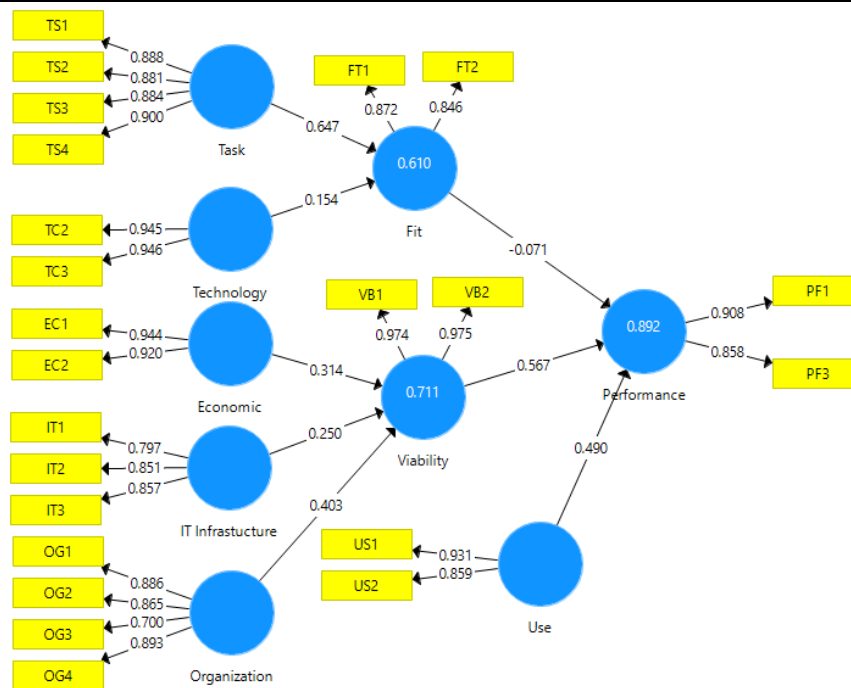 TS1
TS2
TS3
TS4
0.888
0.881
0.884
0.900
Task
0.647
FT1
FT2
0.872
0.846
0.610
Fit
TC2
TC3
0.945
0.946
Technology
0.154
-0.071
EC1
EC2
0.944
0.920
Economic
0.314
VB1
VB2
0.974
0.975
0.711
Viability
0.567
0.892
Performance
0.908
0.858
PF1
PF3
IT1
IT2
IT3
0.797
0.851
0.857
IT Infrastucture
0.250
0.403
0.490
OG1
OG2
OG3
OG4
0.886
0.865
0.700
0.893
Organization
US1
US2
0.931
0.859
Use